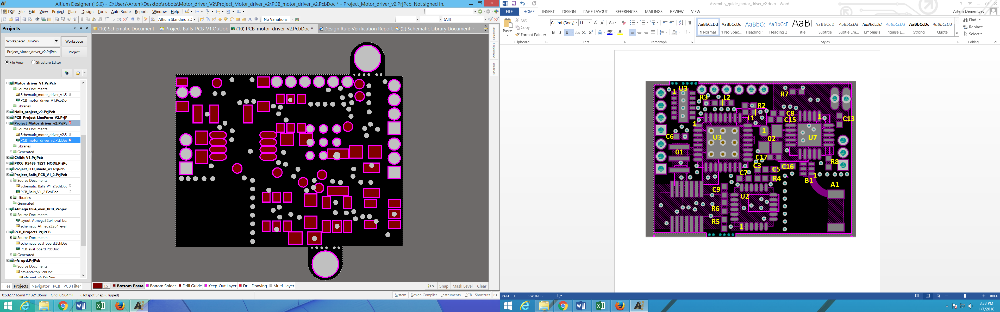 Altium Designer (15.0) - C:\Users\Artem\Desktop\robots\Motor_driver_V2\Project_Motor_driver_v2\PCB_motor_driver_v2.PcbDoc * - Project_Motor_driver_v2.PrjPcb. Not signed in.
DXP File Edit View Project Place Design Tools Auto Route Reports Window Help
Altium Standard 2D [No Variations] (All)
Projects
(10) Schematic Document Project_Balls_PCB_V1.OutJob (10) PCB_motor_driver_v2.PcbDoc * Design Rule Verification Report (2) Schematic Library Document
Workspace1.DsnWrk Workspace
Project_Motor_driver_v2.PrjPcb Project
File View Structure Editor
Motor_driver_V1.PrjPcb
Source Documents
Schematic_motor_driver_v1.S
PCB_motor_driver_V1.PcbDo
Libraries
Nails_project_v2.PrjPcb
PCB_Project_LineForm_V2.PrjP
Project_Motor_driver_v2.PrjPc
Source Documents
Schematic_motor_driver_v2.S
PCB_motor_driver_v2.PcbDoc
Libraries
Generated
Chibit_V1.PrjPcb
PROJ_RS485_TEST_NODE.PrjPc
Project_LED_shield_v1.PrjPcb
Project_Balls_PCB_V1_2.PrjPcb
Source Documents
Schematic_Balls_V1_2.SchDoc
PCB_Balls_V1_2.PcbDoc
Libraries
Generated
Atmega32u4_eval_PCB_Project
Source Documents
layout_Atmega32u4_eval_boa
schematic_Atmega32u4_eval_
PCB_Project1.PrjPCB
Source Documents
schematic_eval_board.SchDoc
PCB_eval_board.PcbDoc
Generated
nfc-epd.PrjPcb
Source Documents
nfc-epd-top.SchDoc
nfc-epd-afe.SchDoc
Files Projects Navigator PCB PCB Filter
Favorites
Clipboard
Libraries
LS Bottom Paste Bottom Solder Drill Guide Keep-Out Layer Drill Drawing Multi-Layer
Snap Mask Level Clear
X:5927.165mil Y:1321.85mil Grid: 0.984mil (Hotspot Snap) (Flipped)
System Design Compiler Instruments PCB Shortcuts >>
Assembly_guide_motor_driver_v2.docx - Word
FILE HOME INSERT DESIGN PAGE LAYOUT REFERENCES MAILINGS REVIEW VIEW
Artem Dementyev
Paste
Cut
Copy
Format Painter
Clipboard
Calibri (Body) 11
Font
Paragraph
AaBbCcDd AaBbCcDd AaBbCc AaBbCcE AaBl AaBbCcD AaBbCcDd AaBbCcDd AaBbCcDd AaBbCcDc AaBbCcDd
¶ Normal ¶ No Spac... Heading 1 Heading 2 Title Subtitle Subtle Em... Emphasis Intense E... Strong Quote
Styles
Find
Replace
Select
Editing
1 U3
R3 L2
R7
R2
L1
C8
C15
1
C13
1
C6
U3
1
02
U7
01
C17
C3
C5 C16
R8
C7
R4
B1 1
A1
C9
U2
R6
R5
1
PAGE 1 OF 1 35 WORDS
100%
3:33 PM
1/7/2016